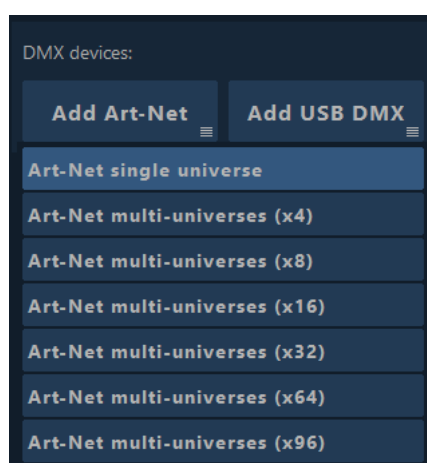 DMX devices:
Add Art-Net Add USB DMX
Art-Net single universe
Art-Net multi-universes (x4)
Art-Net multi-universes (x8)
Art-Net multi-universes (x16)
Art-Net multi-universes (x32)
Art-Net multi-universes (x64)
Art-Net multi-universes (x96)